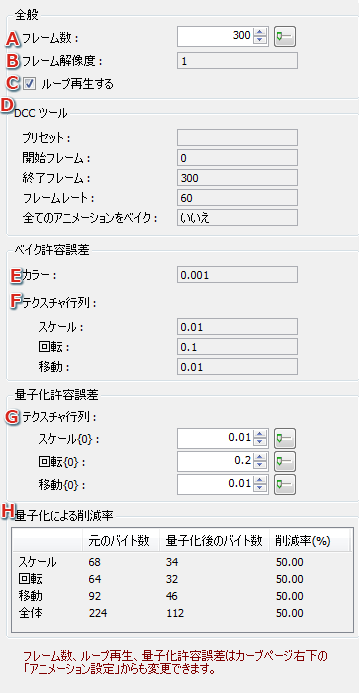 全般
A フレーム数： 300
B フレーム解像度： 1
C ループ再生する
D
DCC ツール
プリセット：
開始フレーム： 0
終了フレーム： 300
フレームレート： 60
全てのアニメーションをベイク： いいえ
ベイク許容誤差
E カラー： 0.001
F テクスチャ行列：
スケール： 0.01
回転： 0.1
移動： 0.01
量子化許容誤差
G テクスチャ行列：
スケール{0}： 0.01
回転{0}： 0.2
移動{0}： 0.01
H
量子化による削減率
元のバイト数 量子化後のバイト数 削減率(%)
スケール 68 34 50.00
回転 64 32 50.00
移動 92 46 50.00
全体 224 112 50.00
フレーム数、ループ再生、量子化許容誤差はカーブページ右下の
「アニメーション設定」からも変更できます。